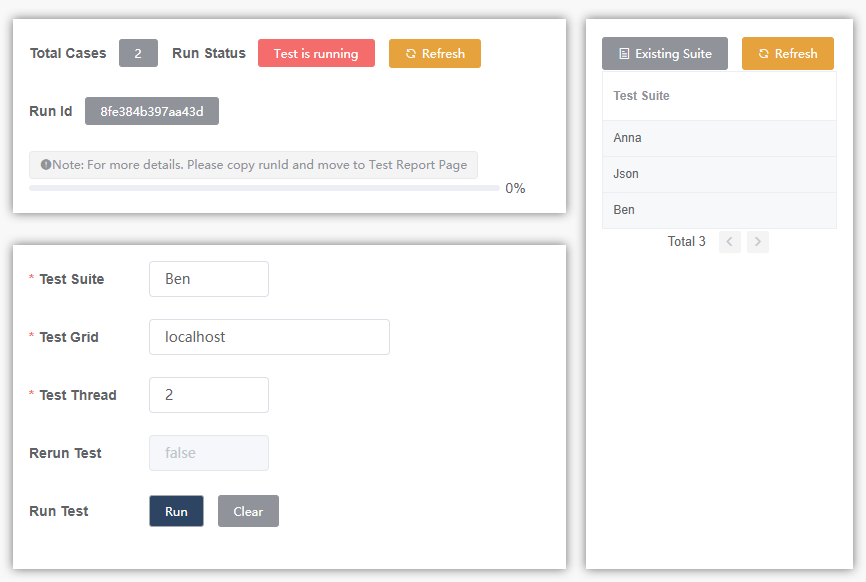 Total Cases 2 Run Status Test is running Refresh
Run Id 8fe384b397aa43d
Note: For more details. Please copy runId and move to Test Report Page
0%
* Test Suite Ben
* Test Grid localhost
* Test Thread 2
Rerun Test false
Run Test Run Clear
Existing Suite Refresh
Test Suite
Anna
Json
Ben
Total 3